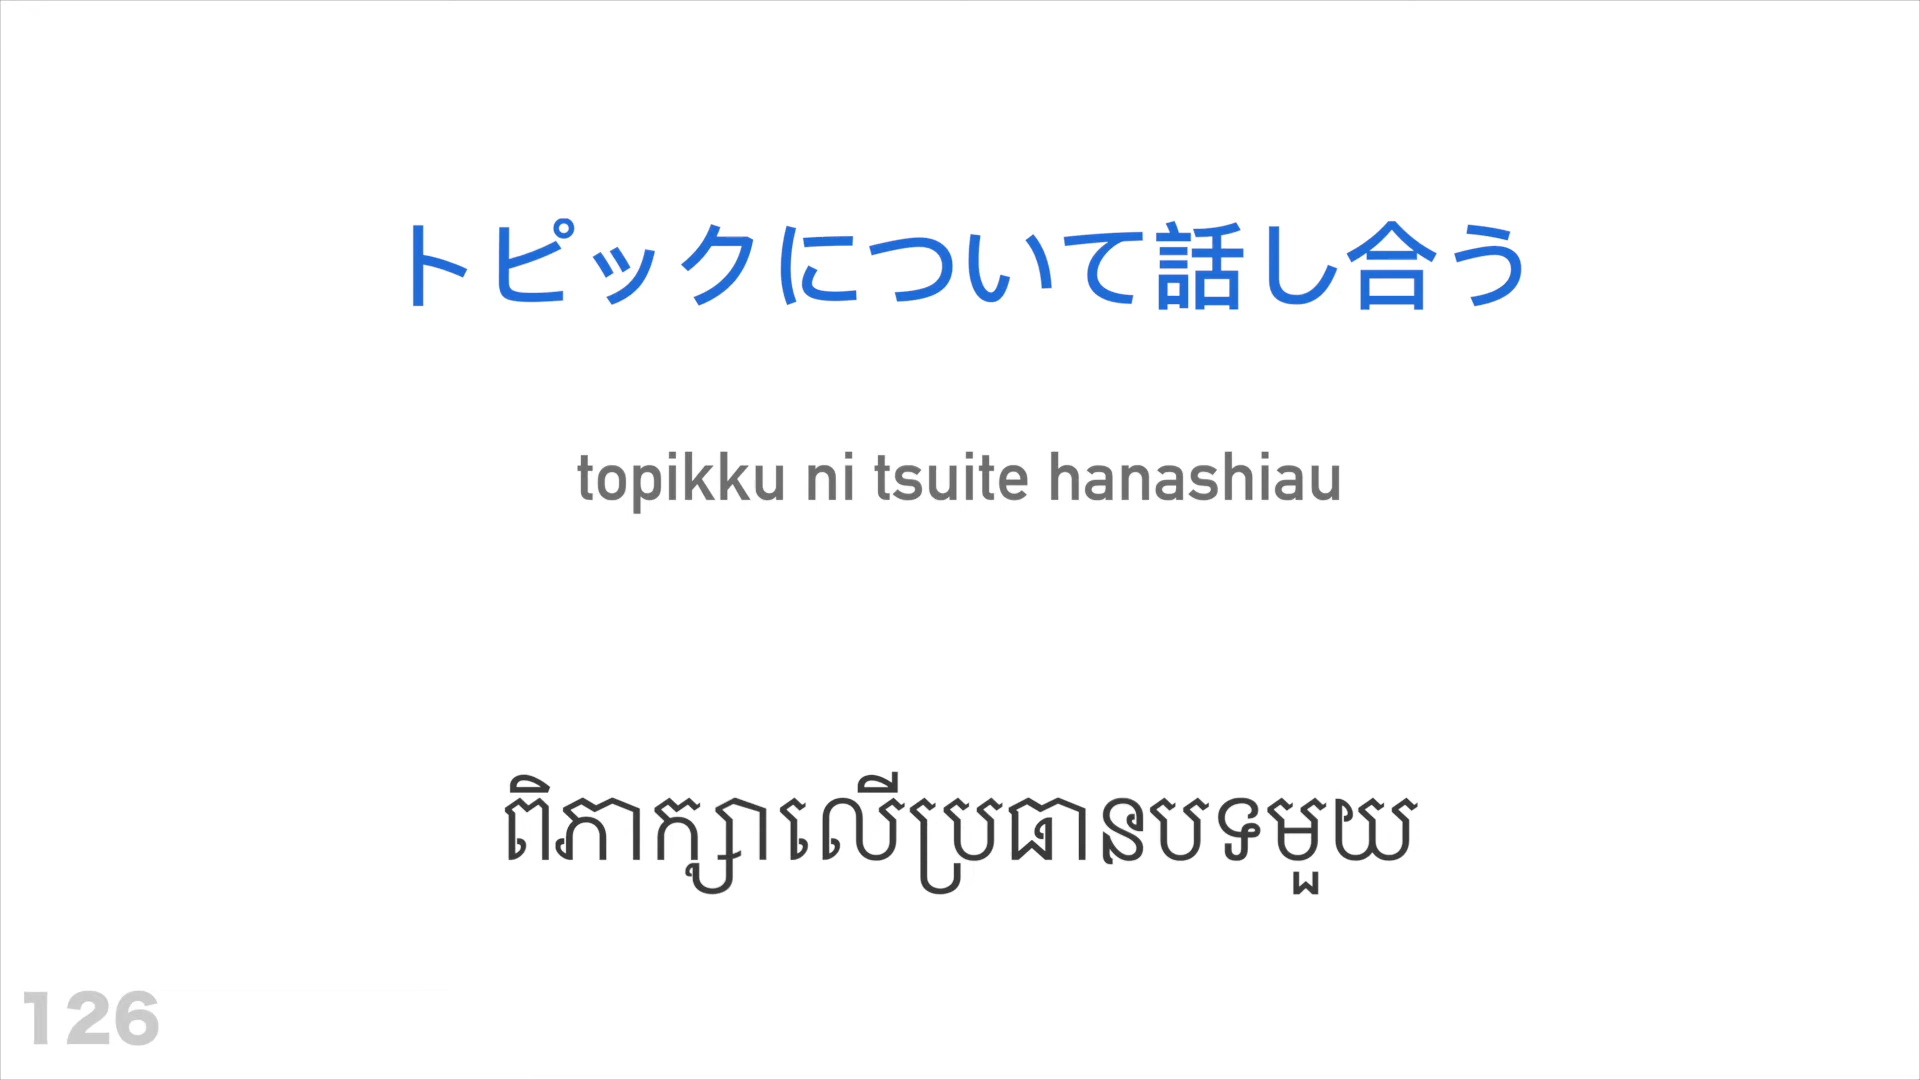 トピックについて話し合う
topikku ni tsuite hanashiau
ពិភាក្សាលើប្រធានបទមួយ
126